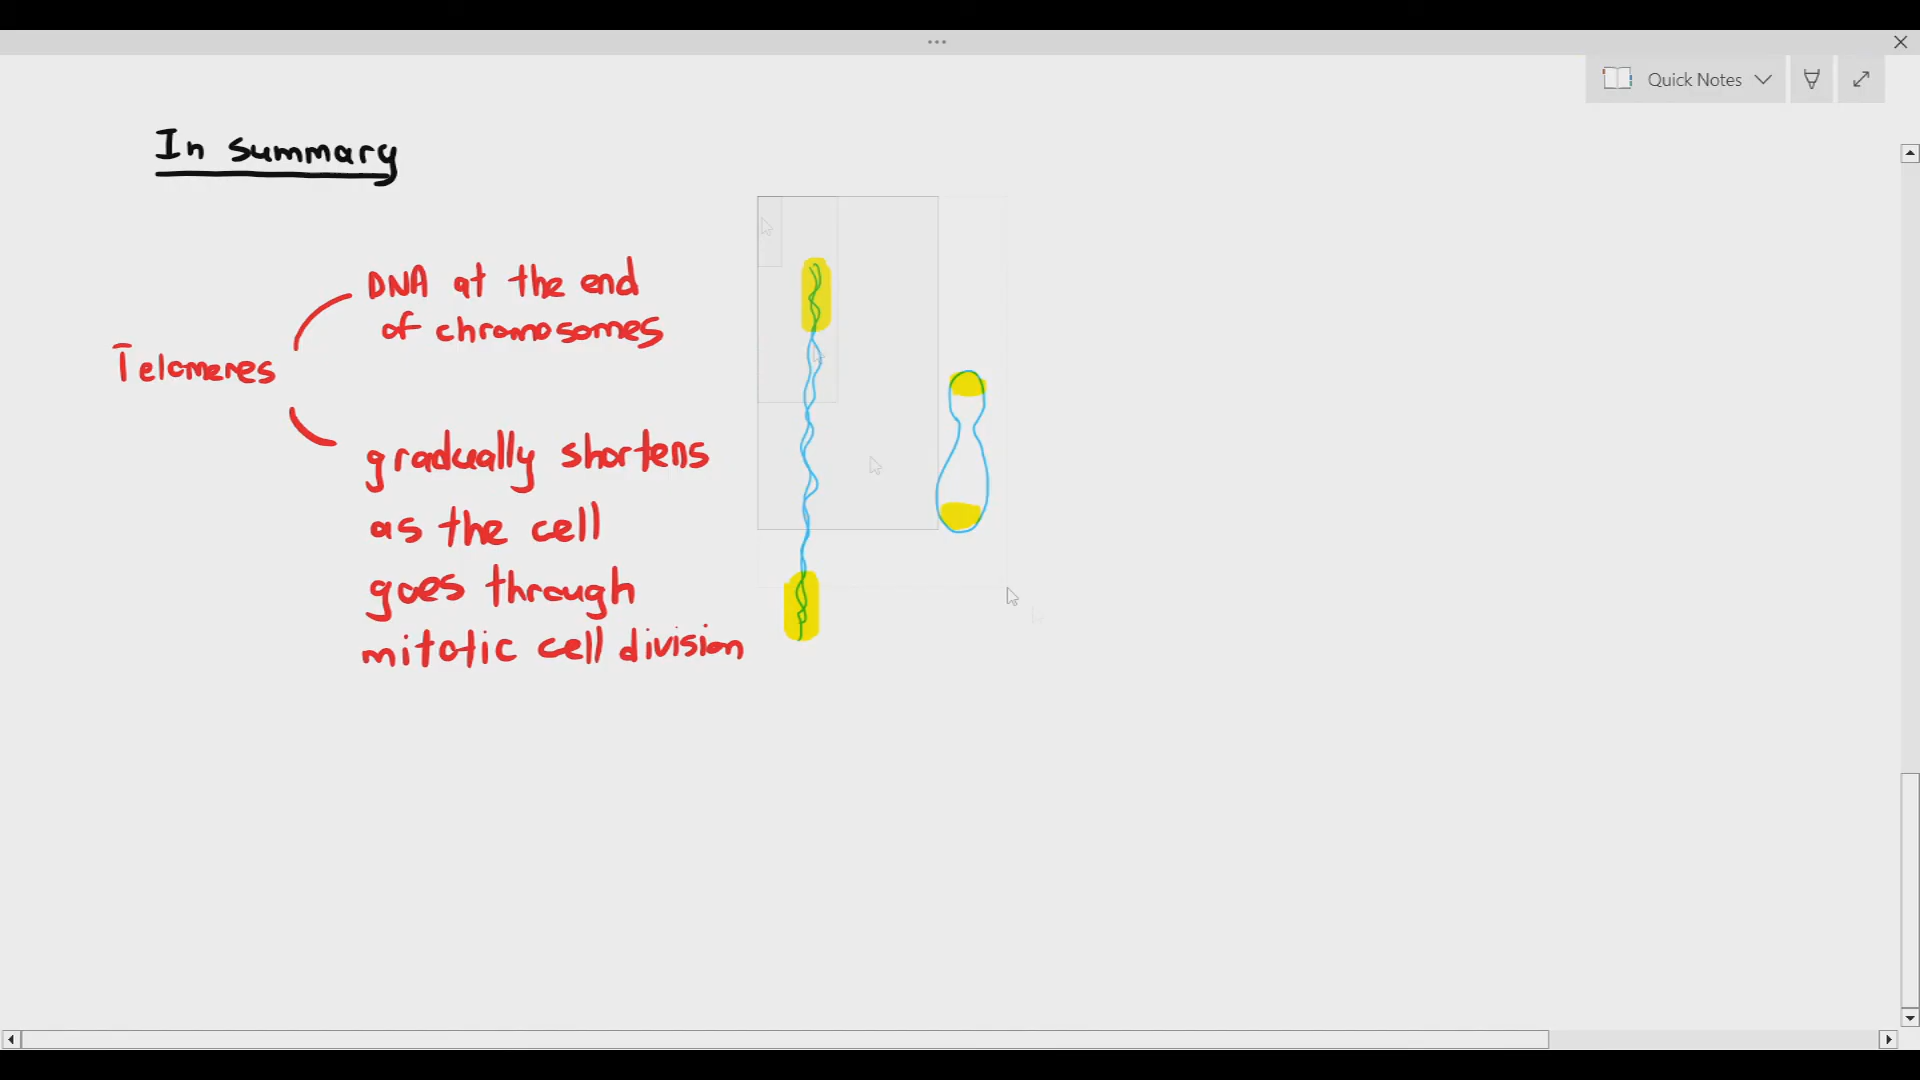 Quick Notes
In summary
DNA at the end
of chromosomes
Telomeres
gradually shortens
as the cell
goes through
mitotic cell division